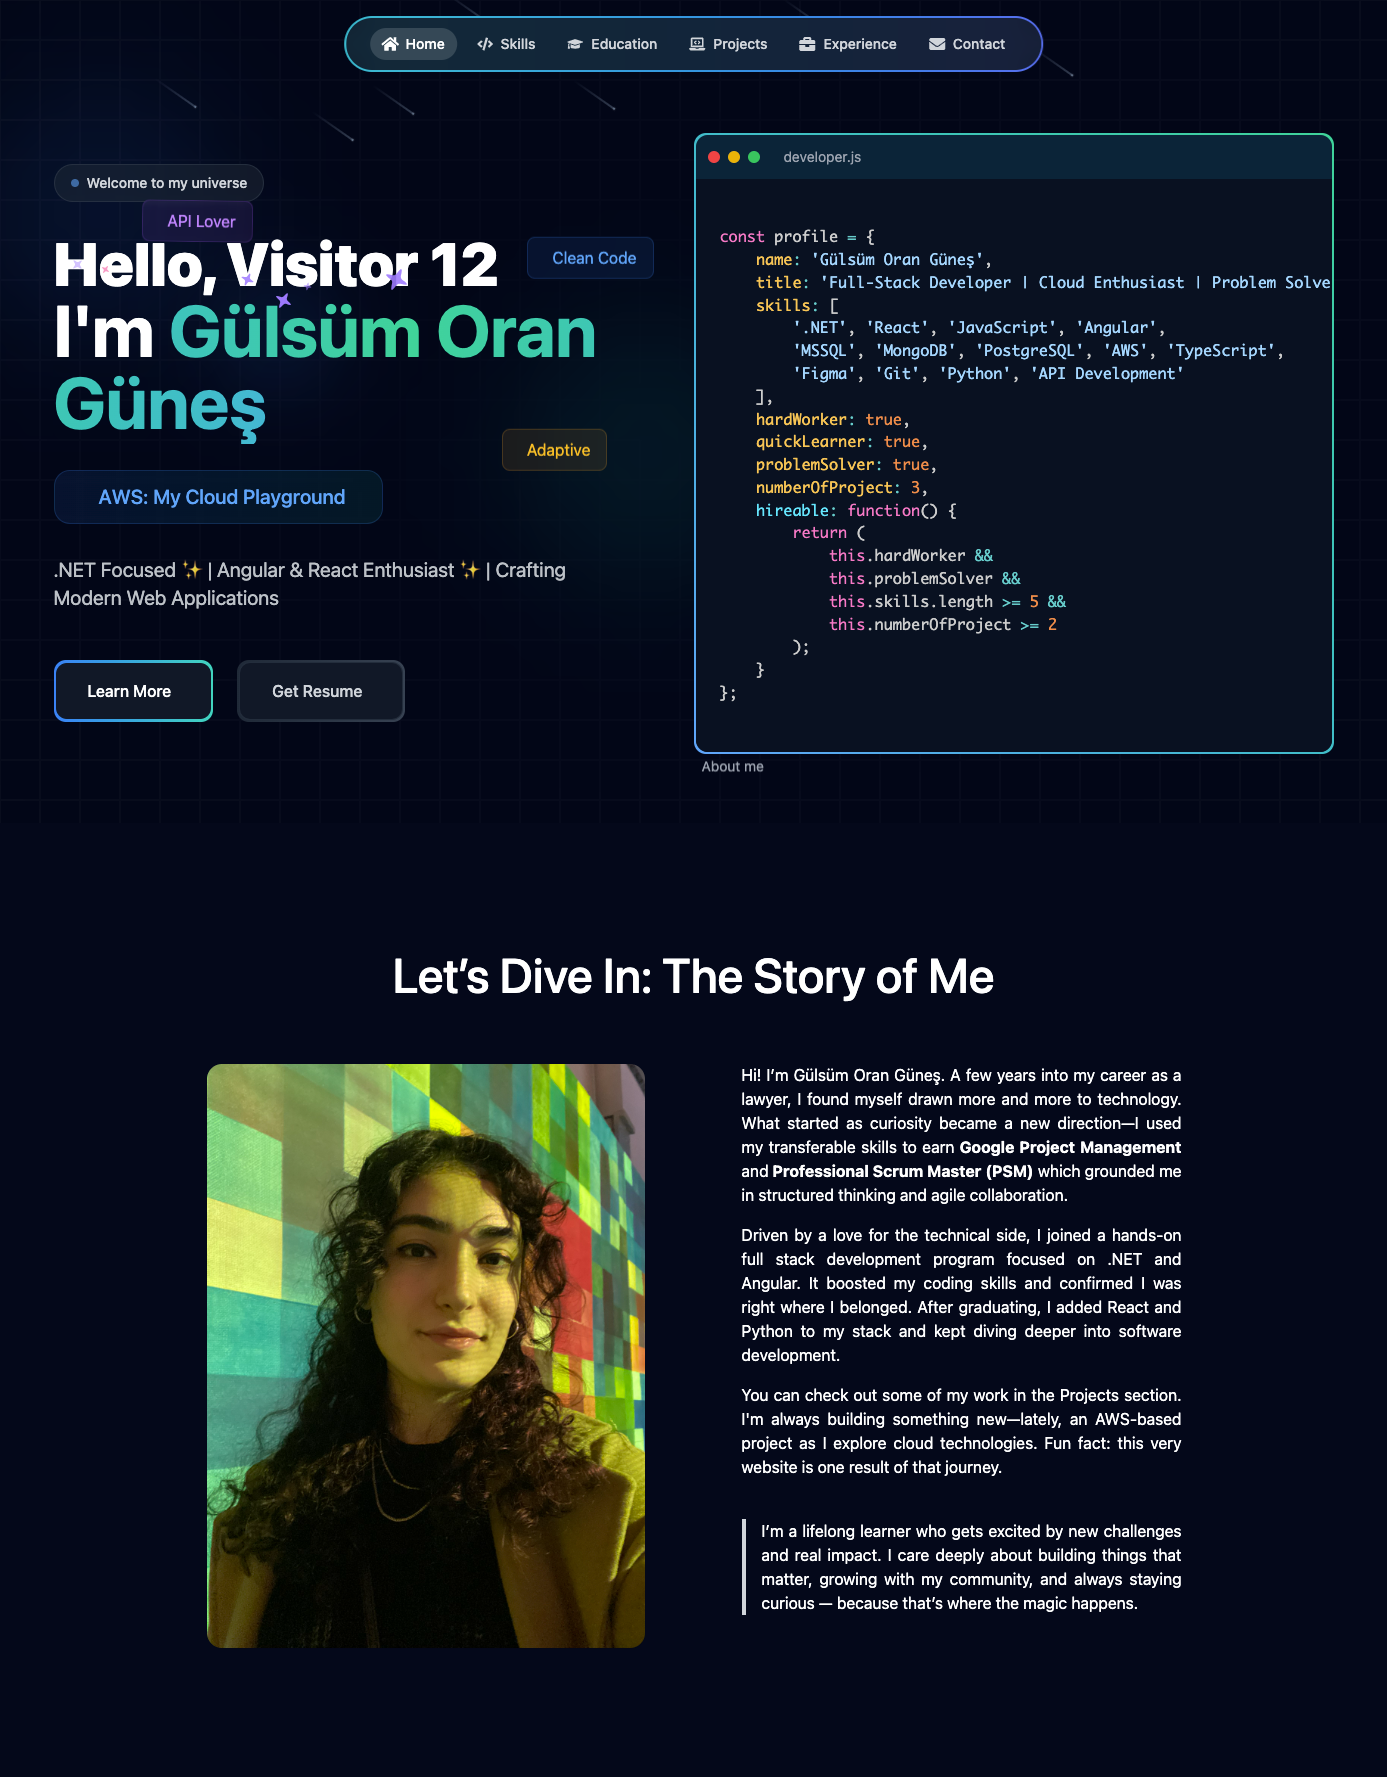 Home Skills Education Projects Experience Contact
Welcome to my universe
API Lover
Clean Code
Hello, Visitor 12
I'm Gülsüm Oran
Güneş
Adaptive
AWS: My Cloud Playground
.NET Focused ✨ | Angular & React Enthusiast ✨ | Crafting
Modern Web Applications
Learn More
Get Resume
developer.js
const profile = {
    name: 'Gülsüm Oran Güneş',
    title: 'Full-Stack Developer | Cloud Enthusiast | Problem Solve
    skills: [
        '.NET', 'React', 'JavaScript', 'Angular',
        'MSSQL', 'MongoDB', 'PostgreSQL', 'AWS', 'TypeScript',
        'Figma', 'Git', 'Python', 'API Development'
    ],
    hardWorker: true,
    quickLearner: true,
    problemSolver: true,
    numberOfProject: 3,
    hireable: function() {
        return (
            this.hardWorker &&
            this.problemSolver &&
            this.skills.length >= 5 &&
            this.numberOfProject >= 2
        );
    }
};
About me
Let’s Dive In: The Story of Me
Hi! I’m Gülsüm Oran Güneş. A few years into my career as a
lawyer, I found myself drawn more and more to technology.
What started as curiosity became a new direction—I used
my transferable skills to earn Google Project Management
and Professional Scrum Master (PSM) which grounded me
in structured thinking and agile collaboration.
Driven by a love for the technical side, I joined a hands-on
full stack development program focused on .NET and
Angular. It boosted my coding skills and confirmed I was
right where I belonged. After graduating, I added React and
Python to my stack and kept diving deeper into software
development.
You can check out some of my work in the Projects section.
I'm always building something new—lately, an AWS-based
project as I explore cloud technologies. Fun fact: this very
website is one result of that journey.
I’m a lifelong learner who gets excited by new challenges
and real impact. I care deeply about building things that
matter, growing with my community, and always staying
curious — because that’s where the magic happens.